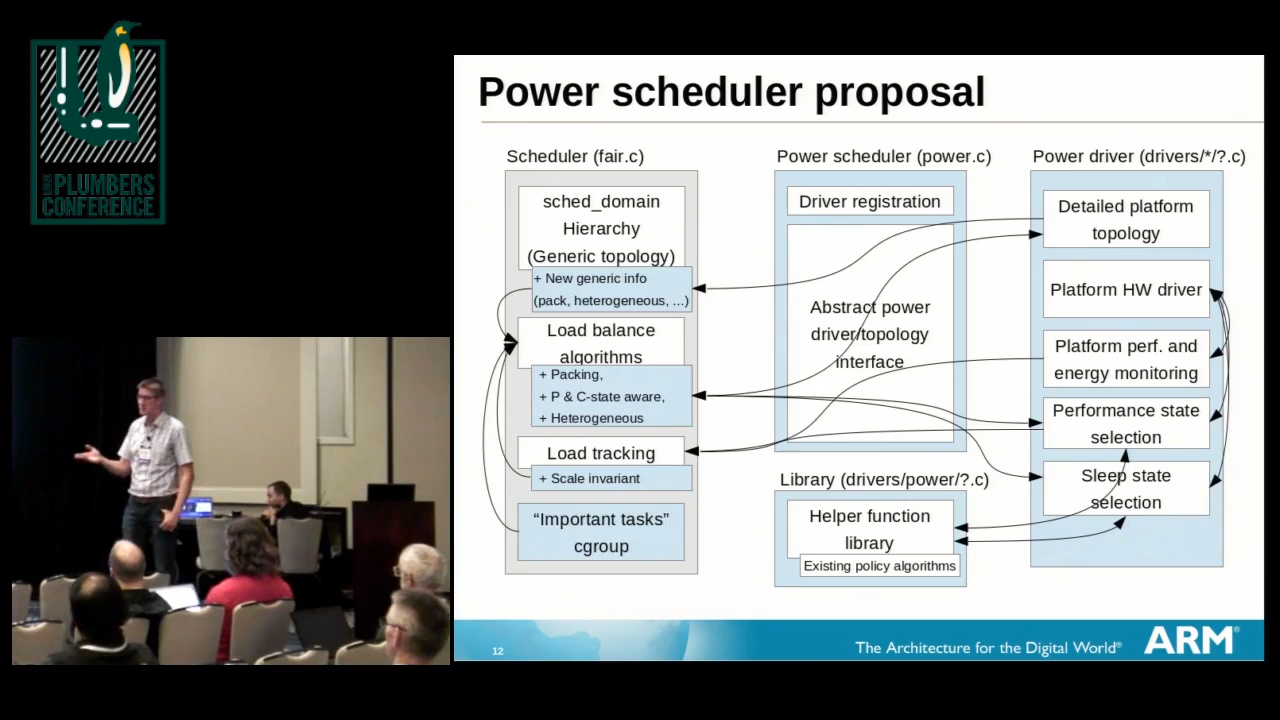 LINUX
PLUMBERS
CONFERENCE
Power scheduler proposal
Scheduler (fair.c)
sched_domain
Hierarchy
(Generic topology)
+ New generic info
(pack, heterogeneous, ...)
Load balance
algorithms
+ Packing,
+ P & C-state aware,
+ Heterogeneous
Load tracking
+ Scale invariant
“Important tasks”
cgroup
Power scheduler (power.c)
Driver registration
Abstract power
driver/topology
interface
Library (drivers/power/?.c)
Helper function
library
Existing policy algorithms
Power driver (drivers/*/?.c)
Detailed platform
topology
Platform HW driver
Platform perf. and
energy monitoring
Performance state
selection
Sleep state
selection
12
The Architecture for the Digital World®
ARM®